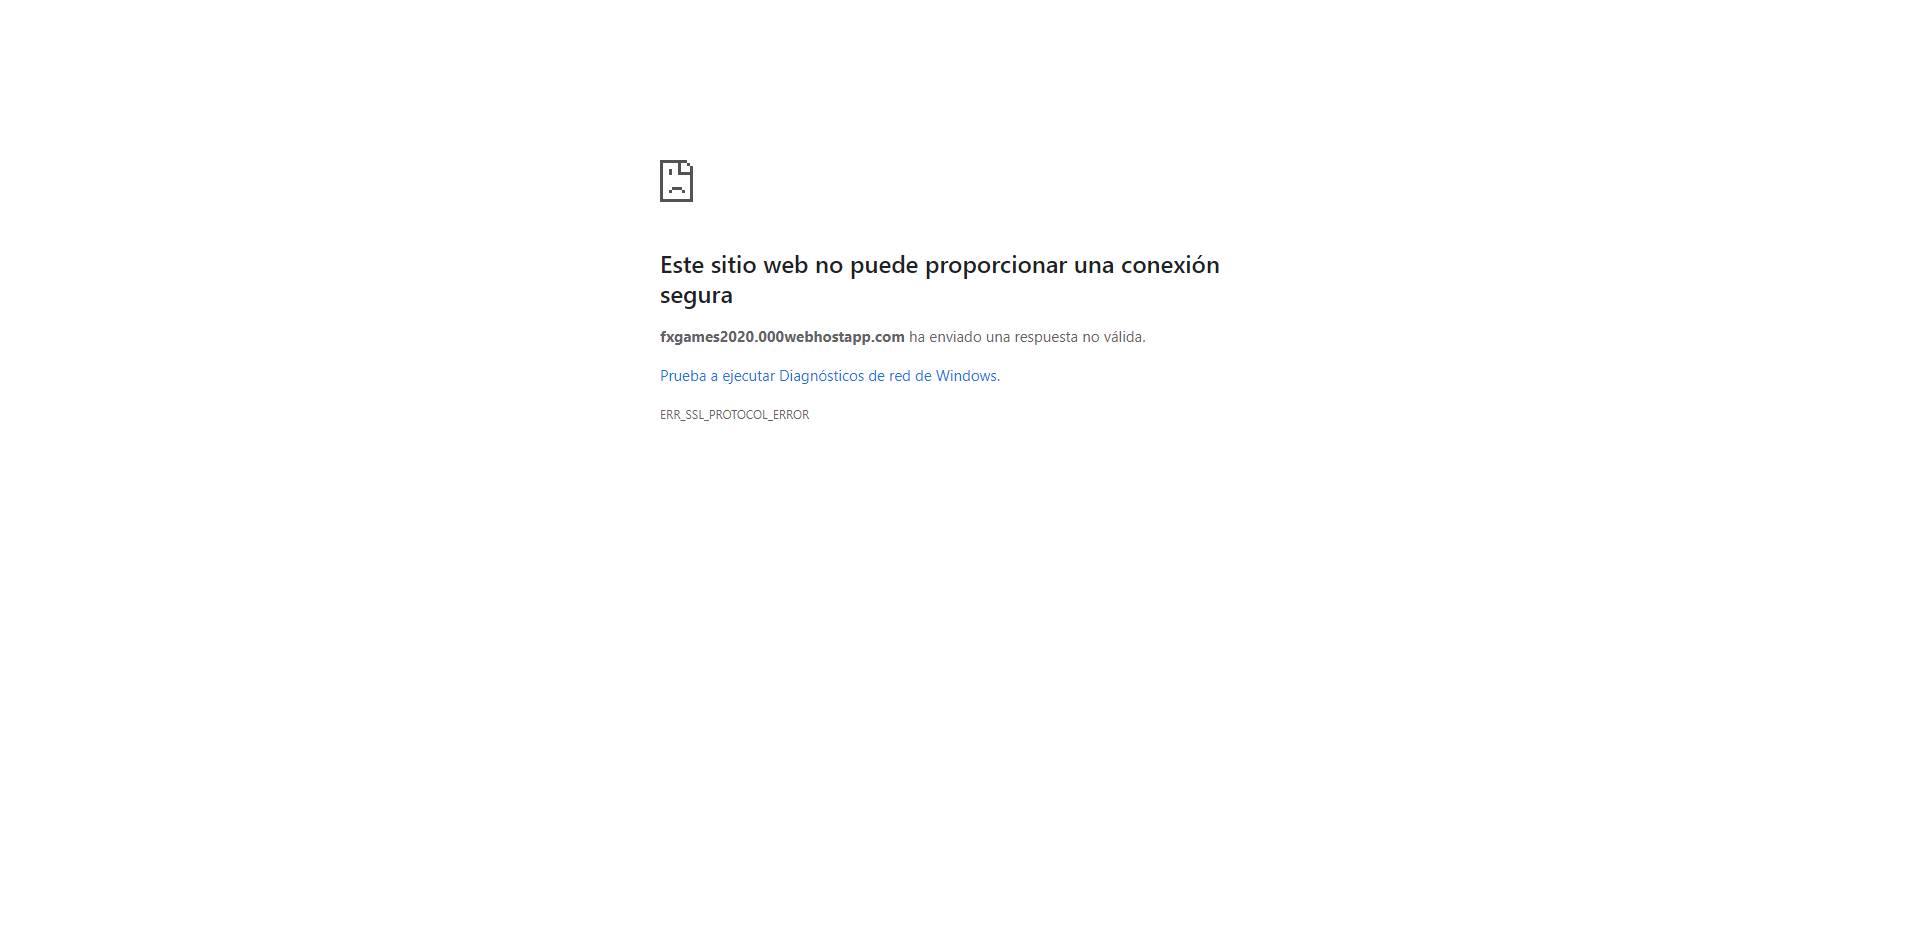 Este sitio web no puede proporcionar una conexión
segura
fxgames2020.000webhostapp.com ha enviado una respuesta no válida.
Prueba a ejecutar Diagnósticos de red de Windows.
ERR_SSL_PROTOCOL_ERROR